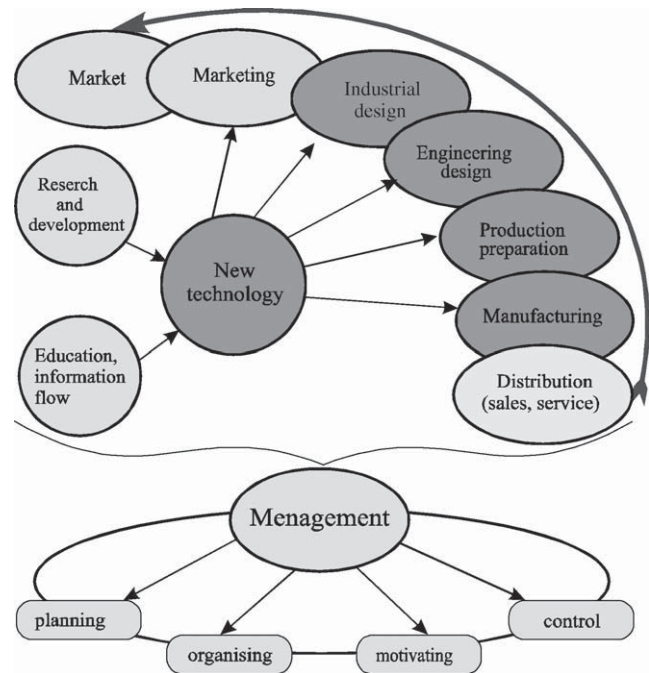 Market
Marketing
Industrial
design
Engineering
design
Production
preparation
Manufacturing
Distribution
(sales, service)
Reserch
and
development
New
technology
Education,
information
flow
Menagement
planning
organising
motivating
control